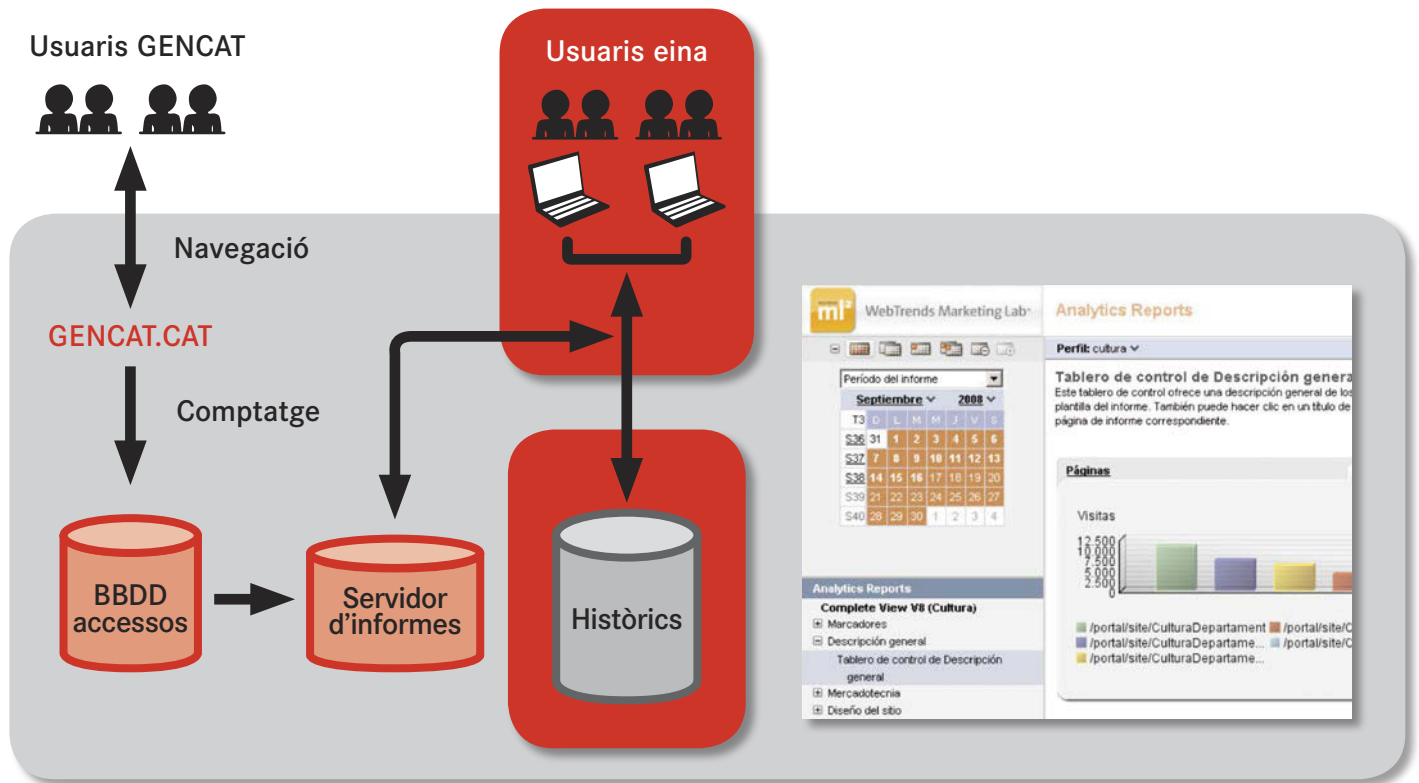 Usuaris GENCAT
Usuaris eina
Navegació
GENCAT.CAT
Comptatge
BBDD
accessos
Servidor
d'informes
Històrics
ml²
WebTrends Marketing Lab
Analytics Reports
Perfil: cultura
Período del informe
Septiembre 2008
T3 D L M M J V S
S36 31 1 2 3 4 5 6
S37 7 8 9 10 11 12 13
S38 14 15 16 17 18 19 20
S39 21 22 23 24 25 26 27
S40 28 29 30 1 2 3 4
Tablero de control de Descripción genera
Este tablero de control ofrece una descripción general de los
plantilla del informe. También puede hacer clic en un título de
página de informe correspondiente.
Páginas
Visitas
12.500
10.000
7.500
5.000
2.500
0
/portal/site/CulturaDepartament /portal/site/C
/portal/site/CulturaDepartame... /portal/site/C
/portal/site/CulturaDepartame...
Analytics Reports
Complete View V8 (Cultura)
Marcadores
Descripción general
Tablero de control de Descripción
general
Mercadotecnia
Diseño del sitio